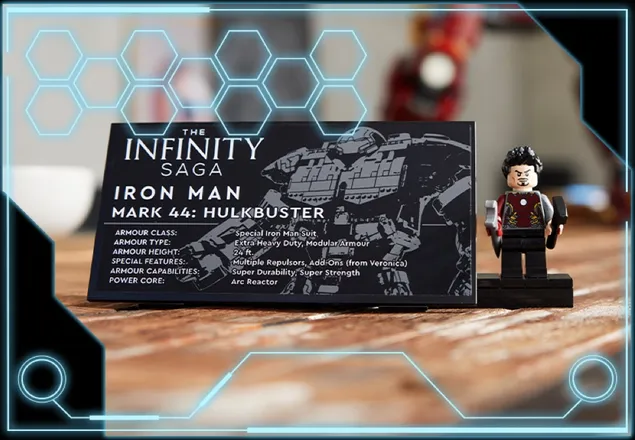 THE
INFINITY
SAGA
IRON MAN
MARK 44: HULKBUSTER
ARMOUR CLASS: Special Iron Man Suit
ARMOUR TYPE: Extra Heavy Duty, Modular Armour
ARMOUR HEIGHT: 24 ft.
SPECIAL FEATURES: Multiple Repulsors, Add-Ons (from Veronica)
ARMOUR CAPABILITIES: Super Durability, Super Strength
POWER CORE: Arc Reactor